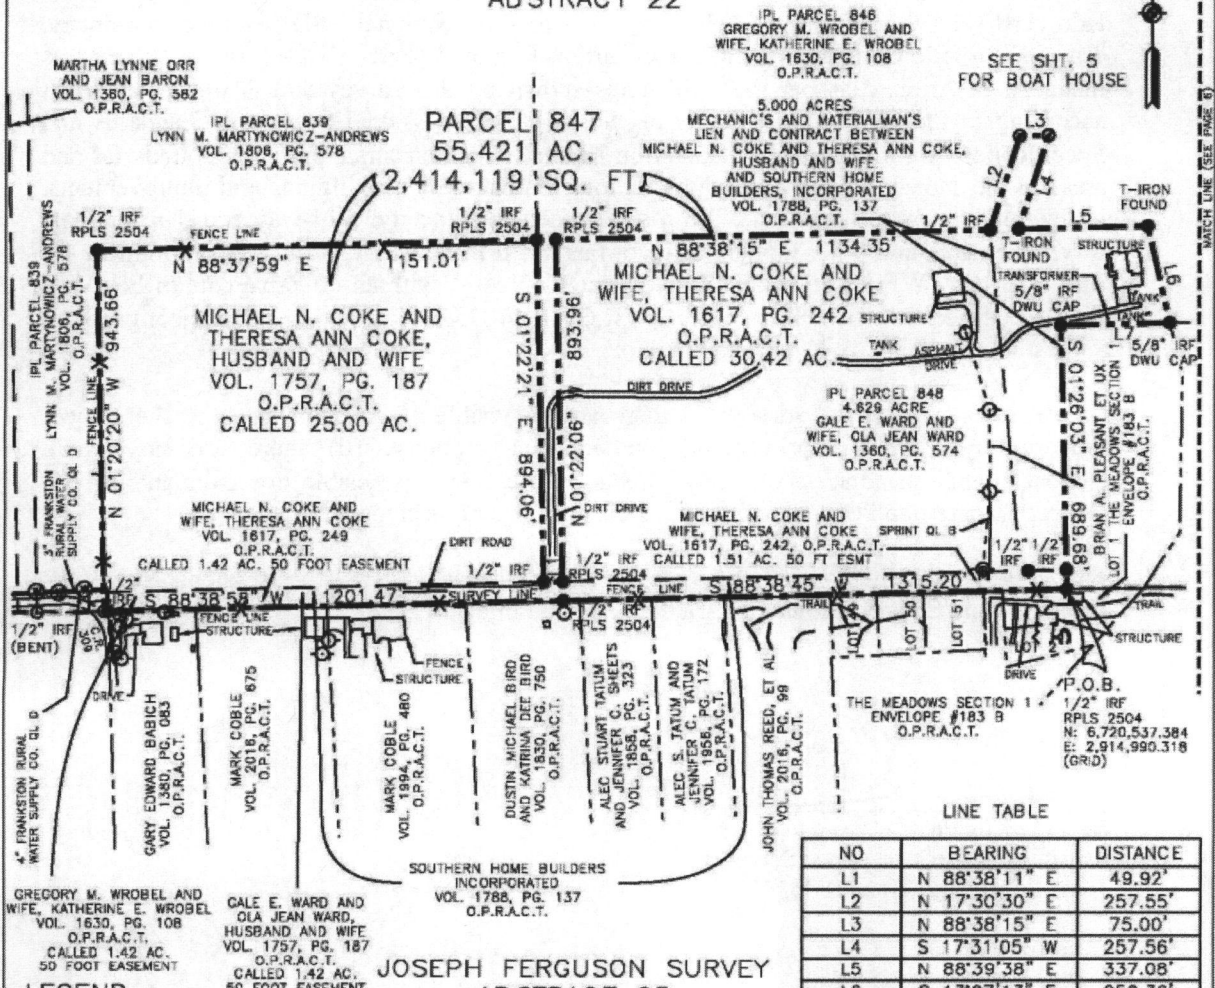 ABSTRACT 22
IPL PARCEL 846
GREGORY M. WROBEL AND
WIFE, KATHERINE E. WROBEL
VOL. 1630, PG. 108
O.P.R.A.C.T.
SEE SHT. 5
FOR BOAT HOUSE
MARTHA LYNNE ORR
AND JEAN BARON
VOL. 1360, PG. 562
O.P.R.A.C.T.
IPL PARCEL 839
LYNN M. MARTYNOWICZ-ANDREWS
VOL. 1806, PG. 578
O.P.R.A.C.T.
PARCEL 847
55.421 AC.
2,414,119 SQ. FT.
5.000 ACRES
MECHANIC'S AND MATERIALMAN'S
LIEN AND CONTRACT BETWEEN
MICHAEL N. COKE AND THERESA ANN COKE,
HUSBAND AND WIFE
AND SOUTHERN HOME
BUILDERS, INCORPORATED
VOL. 1788, PG. 137
O.P.R.A.C.T.
MATCH LINE (SEE PAGE 6)
L3
L2
L4
L5
L6
T-IRON
FOUND
1/2" IRF
RPLS 2504
FENCE LINE
1/2" IRF
RPLS 2504
1/2" IRF
RPLS 2504
1/2" IRF
T-IRON
FOUND
STRUCTURE
N 88°37'59" E 1151.01'
N 88°38'15" E 1134.35'
IPL PARCEL 839
LYNN M. MARTYNOWICZ-ANDREWS
VOL. 1806, PG. 578
O.P.R.A.C.T.
FENCE LINE
N 01°20'20" W 943.66'
MICHAEL N. COKE AND
THERESA ANN COKE,
HUSBAND AND WIFE
VOL. 1757, PG. 187
O.P.R.A.C.T.
CALLED 25.00 AC.
S 01°22'21" E 894.06'
N 01°22'06" W 893.96'
MICHAEL N. COKE AND
WIFE, THERESA ANN COKE
VOL. 1617, PG. 242
O.P.R.A.C.T.
CALLED 30.42 AC.
STRUCTURE
TRANSFORMER
5/8" IRF
DWU CAP
TANK
TANK
5/8" IRF
DWU CAP
TANK
ASPHALT
DRIVE
DIRT DRIVE
IPL PARCEL 848
4.629 ACRE
GALE E. WARD AND
WIFE, OLA JEAN WARD
VOL. 1360, PG. 574
O.P.R.A.C.T.
S 01°26'03" E 689.68'
BRIAN A. PLEASANT ET UX
LOT 1 THE MEADOWS SECTION 1
ENVELOPE #183 B
O.P.R.A.C.T.
3" FRANKSTON
RURAL WATER
SUPPLY CO. QL D
MICHAEL N. COKE AND
WIFE, THERESA ANN COKE
VOL. 1617, PG. 249
O.P.R.A.C.T.
CALLED 1.42 AC. 50 FOOT EASEMENT
DIRT ROAD
DIRT DRIVE
MICHAEL N. COKE AND
WIFE, THERESA ANN COKE
VOL. 1617, PG. 242, O.P.R.A.C.T.
CALLED 1.51 AC. 50 FT ESMT
SPRINT QL B
1/2" IRF
1/2" IRF
1/2" IRF
1/2" IRF
RPLS 2504
1/2" IRF
S 88°38'58" W 1201.47'
SURVEY LINE
FENCE LINE
S 88°38'45" W 1315.20'
1/2" IRF
(BENT)
FENCE LINE
STRUCTURE
1/2" IRF
RPLS 2504
TRAIL
LOT 50
LOT 51
LOT
TRAIL
STRUCTURE
DRIVE
FENCE
STRUCTURE
DRIVE
P.O.B.
1/2" IRF
RPLS 2504
N: 6,720,537.384
E: 2,914,990.318
(GRID)
THE MEADOWS SECTION 1
ENVELOPE #183 B
O.P.R.A.C.T.
4" FRANKSTON RURAL
WATER SUPPLY CO. QL D
GARY EDWARD BABICH
VOL. 1380, PG. 083
O.P.R.A.C.T.
MARK COBLE
VOL. 2016, PG. 675
O.P.R.A.C.T.
MARK COBLE
VOL. 1994, PG. 480
O.P.R.A.C.T.
DUSTIN MICHAEL BIRD
AND KATRINA DEE BIRD
VOL. 1830, PG. 750
O.P.R.A.C.T.
ALEC STUART TATUM
AND JENNIFER C. SHEETS
VOL. 1858, PG. 323
O.P.R.A.C.T.
ALEC S. TATUM AND
JENNIFER C. TATUM
VOL. 1956, PG. 172
O.P.R.A.C.T.
JOHN THOMAS REED, ET AL
VOL. 2016, PG. 99
O.P.R.A.C.T.
SOUTHERN HOME BUILDERS
INCORPORATED
VOL. 1788, PG. 137
O.P.R.A.C.T.
GREGORY M. WROBEL AND
WIFE, KATHERINE E. WROBEL
VOL. 1630, PG. 108
O.P.R.A.C.T.
CALLED 1.42 AC.
50 FOOT EASEMENT
GALE E. WARD AND
OLA JEAN WARD,
HUSBAND AND WIFE
VOL. 1757, PG. 187
O.P.R.A.C.T.
CALLED 1.42 AC.
50 FOOT EASEMENT
JOSEPH FERGUSON SURVEY
LEGEND
LINE TABLE
NO BEARING DISTANCE
L1 N 88°38'11" E 49.92'
L2 N 17°30'30" E 257.55'
L3 N 88°38'15" E 75.00'
L4 S 17°31'05" W 257.56'
L5 N 88°39'38" E 337.08'